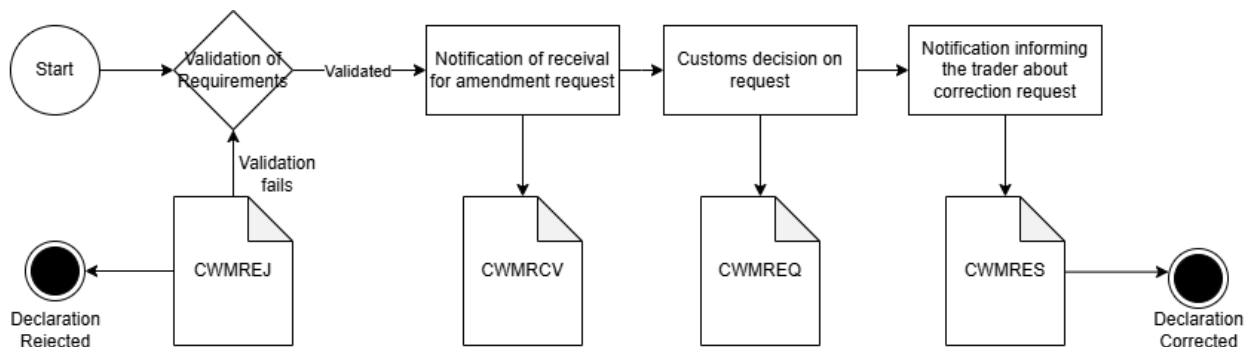 Start
Validation of
Requirements
Validated
Notification of receival
for amendment request
Customs decision on
request
Notification informing
the trader about
correction request
Validation
fails
CWMREJ
CWMRCV
CWMREQ
CWMRES
Declaration
Rejected
Declaration
Corrected